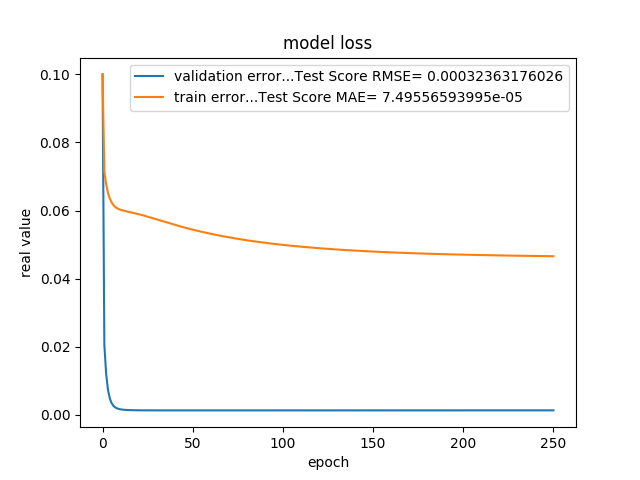 model loss
validation error...Test Score RMSE= 0.00032363176026
train error...Test Score MAE= 7.49556593995e-05
real value
0.10
0.08
0.06
0.04
0.02
0.00
0
50
100
150
200
250
epoch